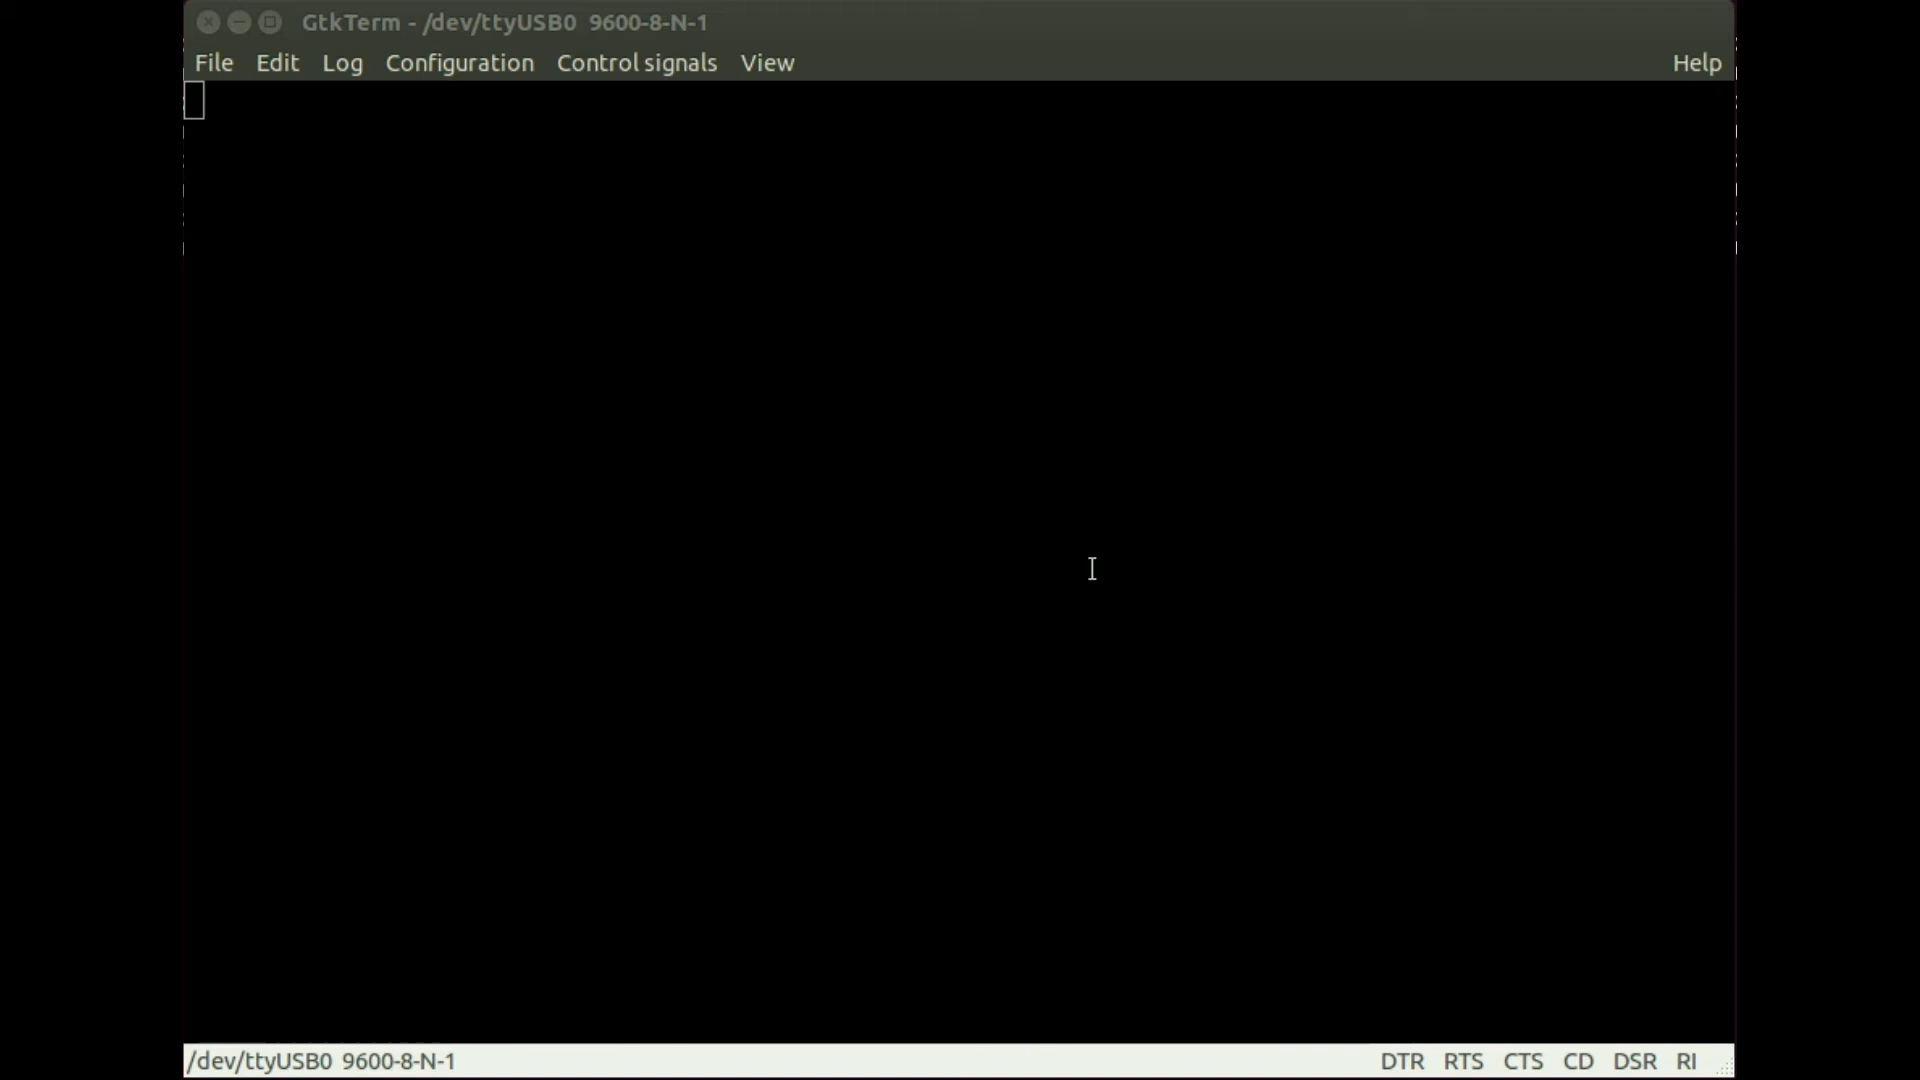 GtkTerm - /dev/ttyUSB0 9600-8-N-1
File Edit Log Configuration Control signals View Help
/dev/ttyUSB0 9600-8-N-1 DTR RTS CTS CD DSR RI